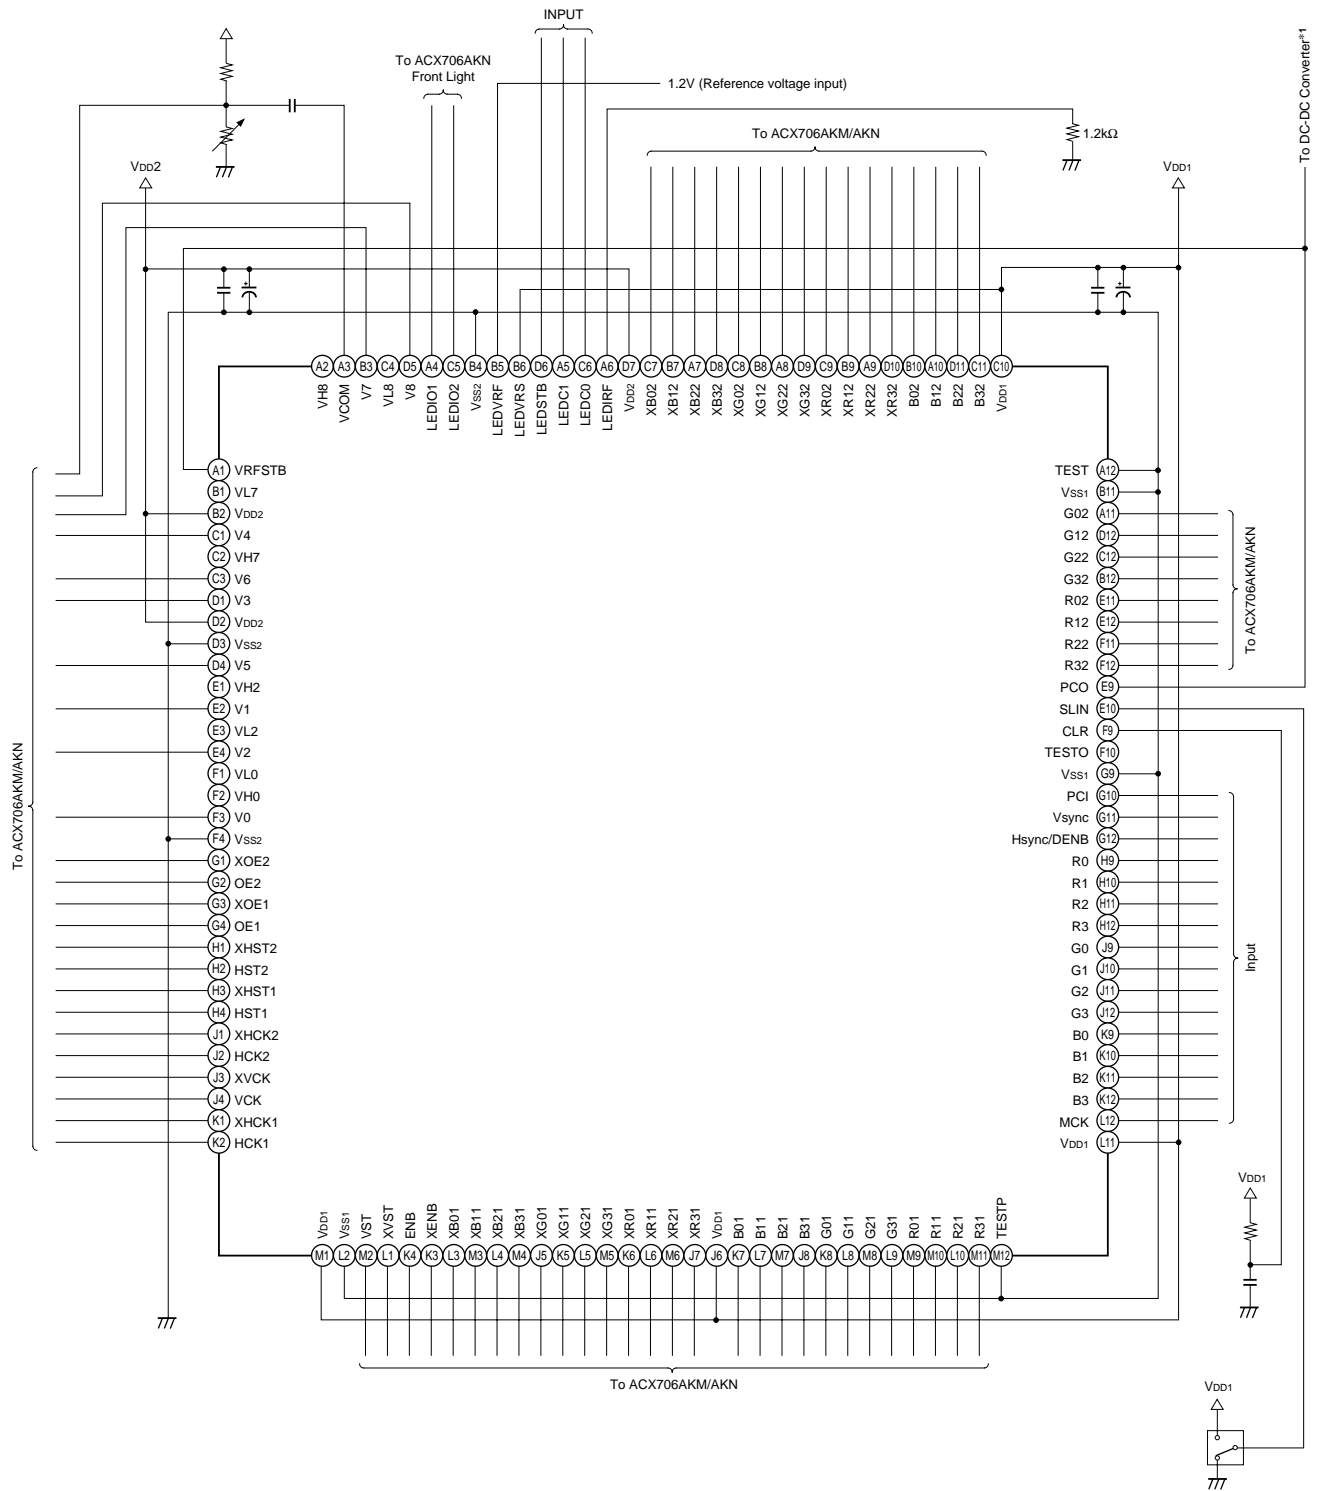 INPUT
To ACX706AKN
Front Light
1.2V (Reference voltage input)
To DC-DC Converter*1
To ACX706AKM/AKN
1.2kΩ
VDD2
VDD1
A2 A3 B3 C4 D5 A4 C5 B4 B5 B6 D6 A5 C6 A6 D7 C7 B7 A7 D8 C8 B8 A8 D9 C9 B9 A9 D10 B10 A10 D11 C11 C10
VH8 VCOM V7 VL8 V8 LEDIO1 LEDIO2 VSS2 LEDVRF LEDVRS LEDSTB LEDC1 LEDC0 LEDIRF VDD2 XB02 XB12 XB22 XB32 XG02 XG12 XG22 XG32 XR02 XR12 XR22 XR32 B02 B12 B22 B32 VDD1
A1 VRFSTB
B1 VL7
B2 VDD2
C1 V4
C2 VH7
C3 V6
D1 V3
D2 VDD2
D3 VSS2
D4 V5
E1 VH2
E2 V1
E3 VL2
E4 V2
F1 VL0
F2 VH0
F3 V0
F4 VSS2
G1 XOE2
G2 OE2
G3 XOE1
G4 OE1
H1 XHST2
H2 HST2
H3 XHST1
H4 HST1
J1 XHCK2
J2 HCK2
J3 XVCK
J4 VCK
K1 XHCK1
K2 HCK1
To ACX706AKM/AKN
TEST A12
VSS1 B11
G02 A11
G12 D12
G22 C12
G32 B12
R02 E11
R12 E12
R22 F11
R32 F12
To ACX706AKM/AKN
PCO E9
SLIN E10
CLR F9
TESTO F10
VSS1 G9
PCI G10
Vsync G11
Hsync/DENB G12
R0 H9
R1 H10
R2 H11
R3 H12
G0 J9
G1 J10
G2 J11
G3 J12
B0 K9
B1 K10
B2 K11
B3 K12
MCK L12
VDD1 L11
Input
VDD1 VSS1 VST XVST ENB XENB XB01 XB11 XB21 XB31 XG01 XG11 XG21 XG31 XR01 XR11 XR21 XR31 VDD1 B01 B11 B21 B31 G01 G11 G21 G31 R01 R11 R21 R31 TESTP
M1 L2 M2 L1 K4 K3 L3 M3 L4 M4 J5 K5 L5 M5 K6 L6 M6 J7 J6 K7 L7 M7 J8 K8 L8 M8 L9 M9 M10 L10 M11 M12
VDD1
To ACX706AKM/AKN
VDD1